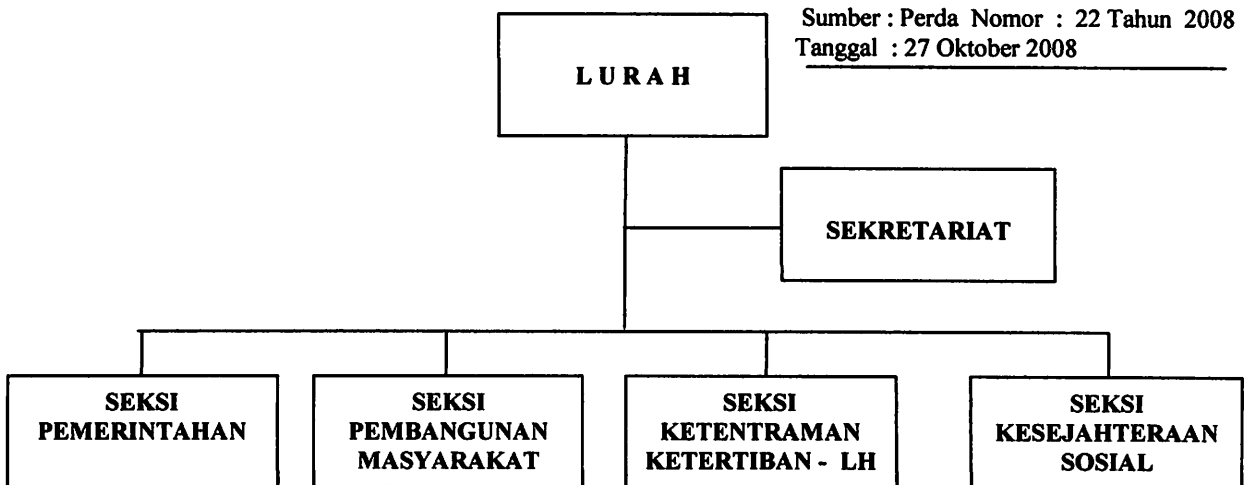 Sumber : Perda Nomor : 22 Tahun 2008
Tanggal : 27 Oktober 2008
L U R A H
SEKRETARIAT
SEKSI
PEMERINTAHAN
SEKSI
PEMBANGUNAN
MASYARAKAT
SEKSI
KETENTRAMAN
KETERTIBAN - LH
SEKSI
KESEJAHTERAAN
SOSIAL